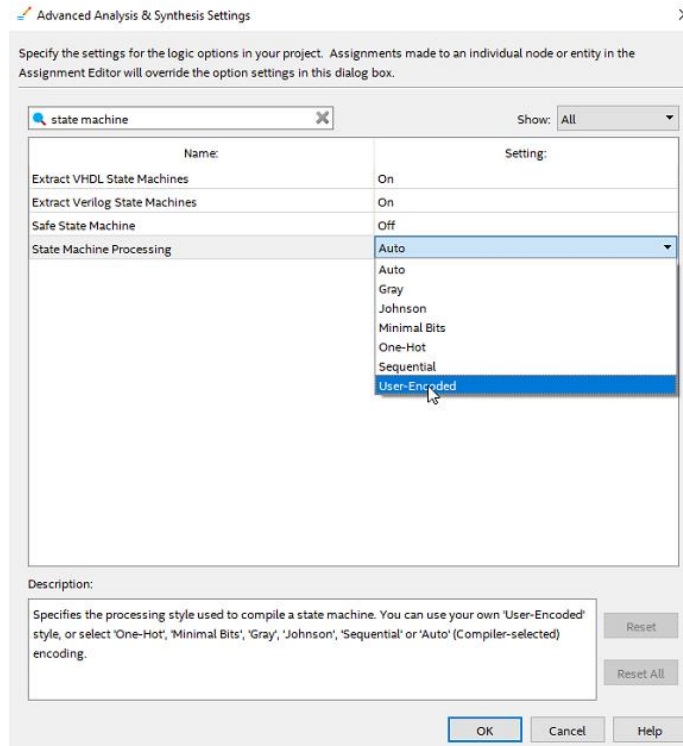 Advanced Analysis & Synthesis Settings
Specify the settings for the logic options in your project. Assignments made to an individual node or entity in the
Assignment Editor will override the option settings in this dialog box.
state machine
Show: All
Name: Setting:
Extract VHDL State Machines On
Extract Verilog State Machines On
Safe State Machine Off
State Machine Processing Auto
Auto
Gray
Johnson
Minimal Bits
One-Hot
Sequential
User-Encoded
Description:
Specifies the processing style used to compile a state machine. You can use your own 'User-Encoded'
style, or select 'One-Hot', 'Minimal Bits', 'Gray', 'Johnson', 'Sequential' or 'Auto' (Compiler-selected)
encoding.
Reset
Reset All
OK Cancel Help